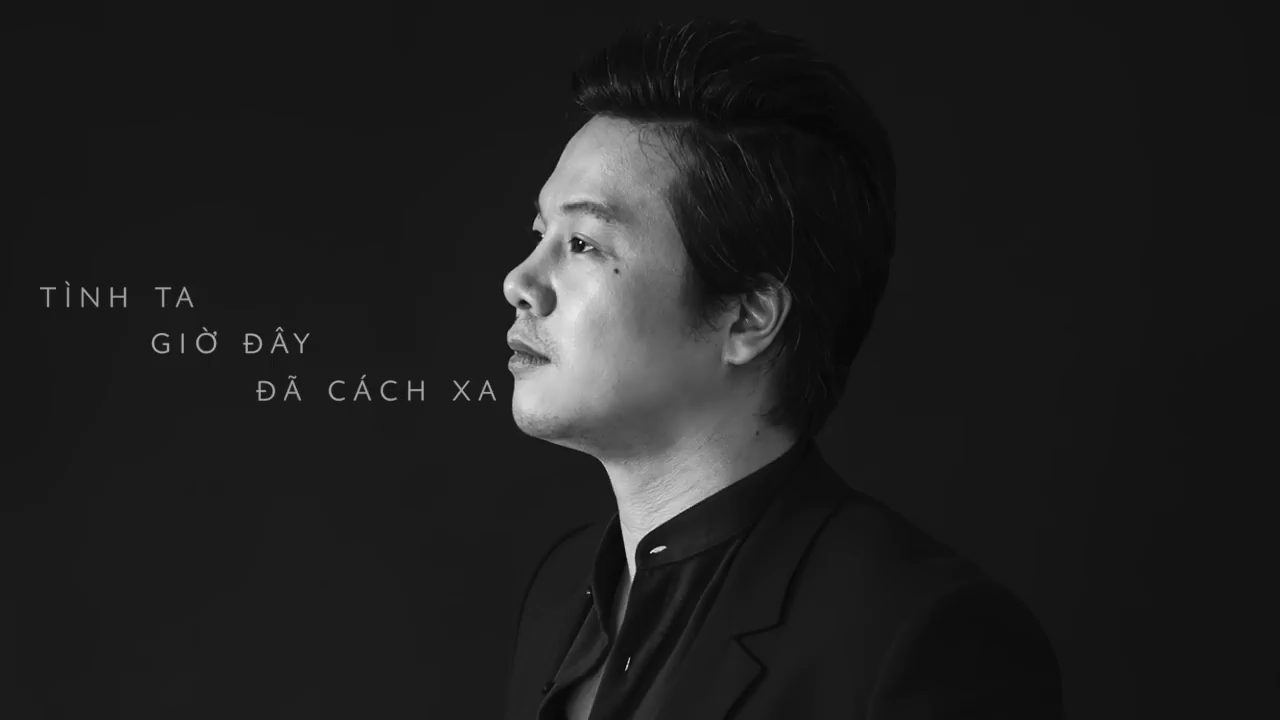 TÌNH TA
GIỜ ĐÂY
ĐÃ CÁCH XA